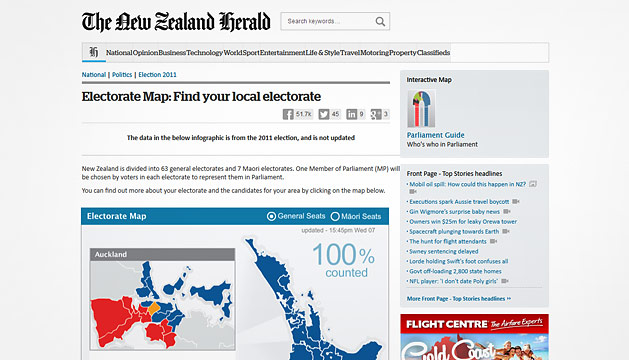 The New Zealand Herald
Search keywords...
National Opinion Business Technology World Sport Entertainment Life & Style Travel Motoring Property Classifieds
National | Politics | Election 2011
Electorate Map: Find your local electorate
51.7k 45 9 3
The data in the below infographic is from the 2011 election, and is not updated
New Zealand is divided into 63 general electorates and 7 Maori electorates. One Member of Parliament (MP) will
be chosen by voters in each electorate to represent them in Parliament.
You can find out more about your electorate and the candidates for your area by clicking on the map below.
Electorate Map
General Seats
Māori Seats
updated - 15:45pm Wed 07
100%
counted
Auckland
Interactive Map
Parliament Guide
Who's who in Parliament
Front Page - Top Stories headlines
Mobil oil spill: How could this happen in NZ?
Executions spark Aussie travel boycott
Gin Wigmore's surprise baby news
Owners win $25m for leaky Orewa tower
Spacecraft plunging towards Earth
The hunt for flight attendants
Swney sentencing delayed
Lorde holding Swift's foot confuses all
Govt off-loading 2,800 state homes
NFL player: 'I don't date Poly girls'
More Front Page - Top Stories headlines
FLIGHT CENTRE The Airfare Experts
Gold Coast